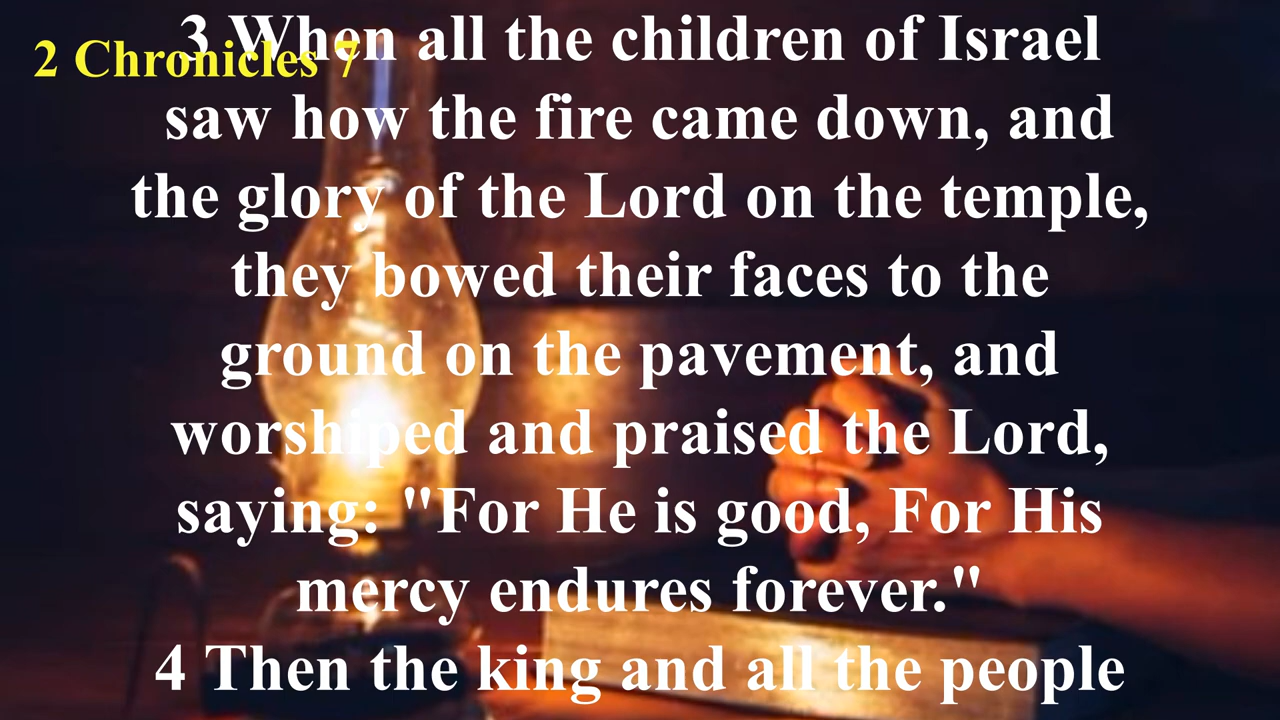 2 Chronicles 7
3 When all the children of Israel
saw how the fire came down, and
the glory of the Lord on the temple,
they bowed their faces to the
ground on the pavement, and
worshiped and praised the Lord,
saying: "For He is good, For His
mercy endures forever."
4 Then the king and all the people